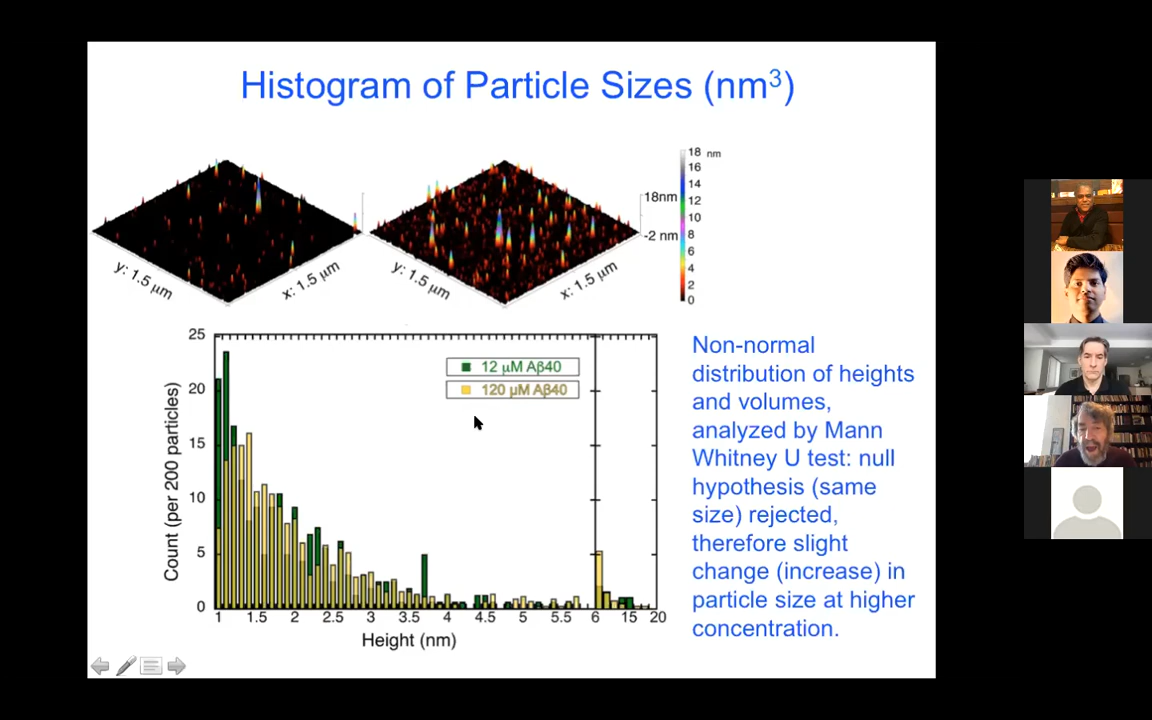 Histogram of Particle Sizes (nm³)
18 nm
16
14
12
10
8
6
4
2
0
18nm
-2 nm
y: 1.5 μm
x: 1.5 μm
y: 1.5 μm
x: 1.5 μm
25
20
15
10
5
0
Count (per 200 particles)
12 μM Aβ40
120 μM Aβ40
1 1.5 2 2.5 3 3.5 4 4.5 5 5.5 6 15 20
Height (nm)
Non-normal
distribution of heights
and volumes,
analyzed by Mann
Whitney U test: null
hypothesis (same
size) rejected,
therefore slight
change (increase) in
particle size at higher
concentration.